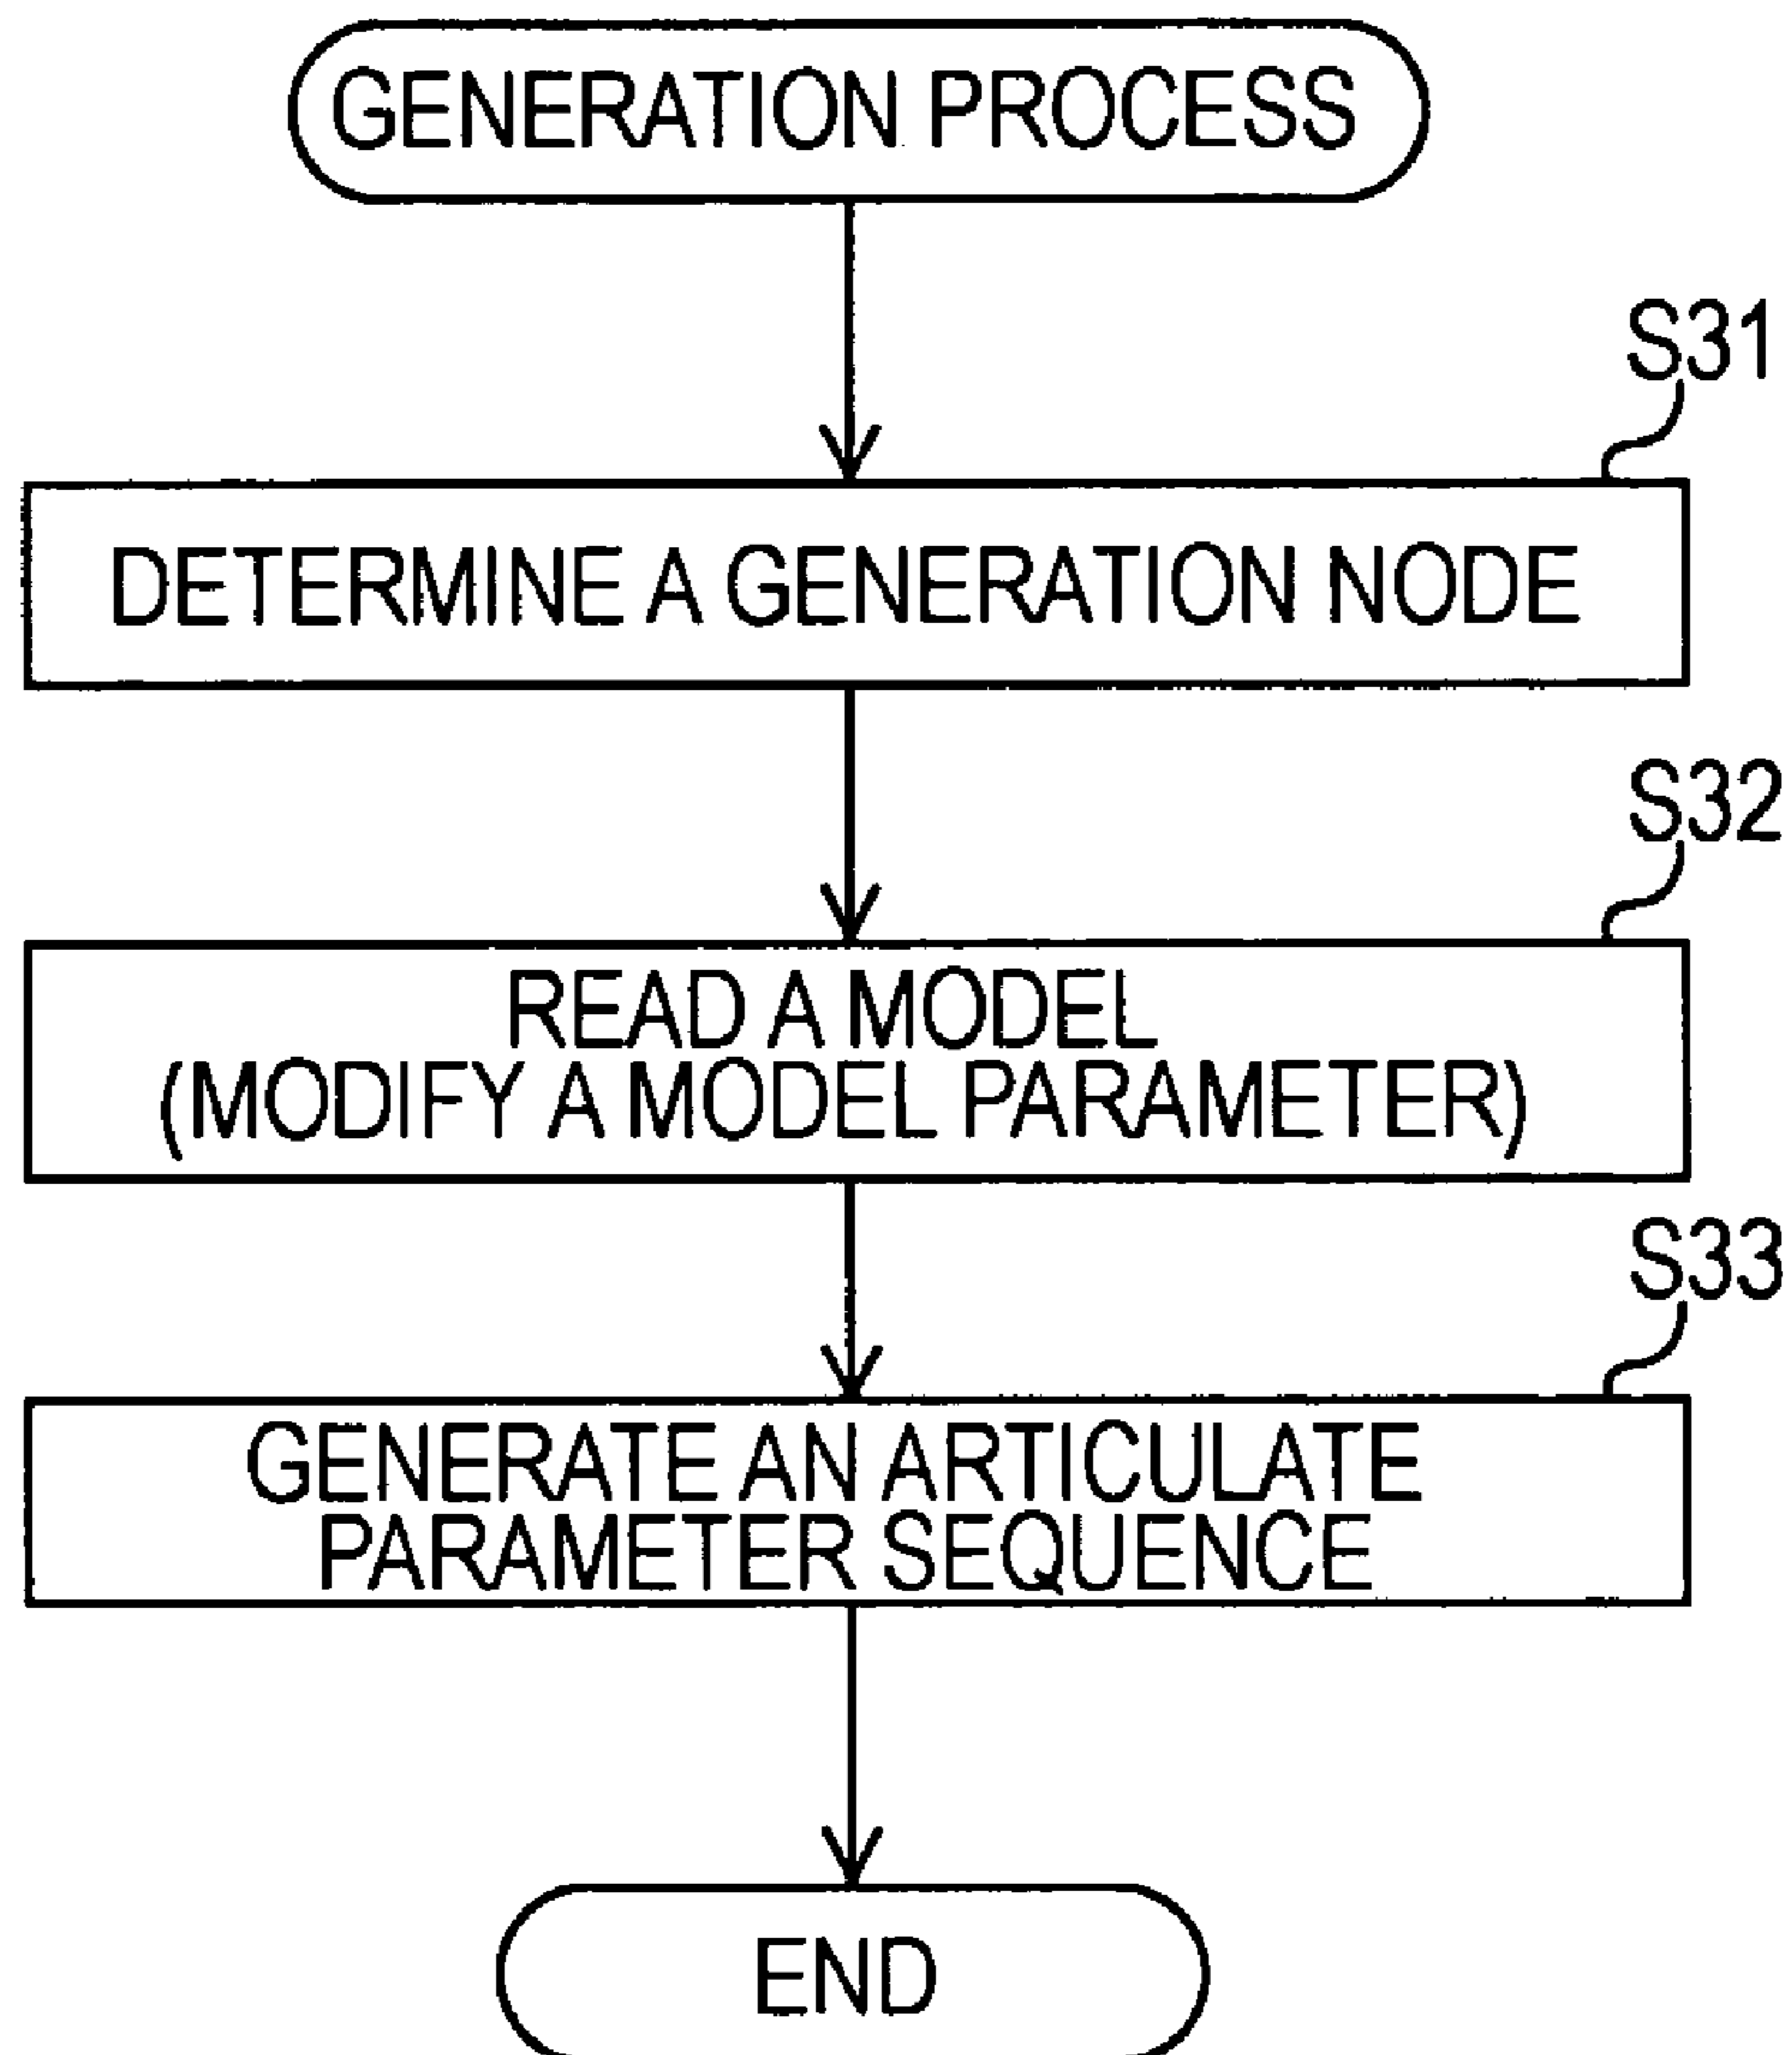 GENERATION PROCESS
S31
DETERMINE A GENERATION NODE
S32
READ A MODEL
(MODIFY A MODEL PARAMETER)
S33
GENERATE AN ARTICULATE
PARAMETER SEQUENCE
END